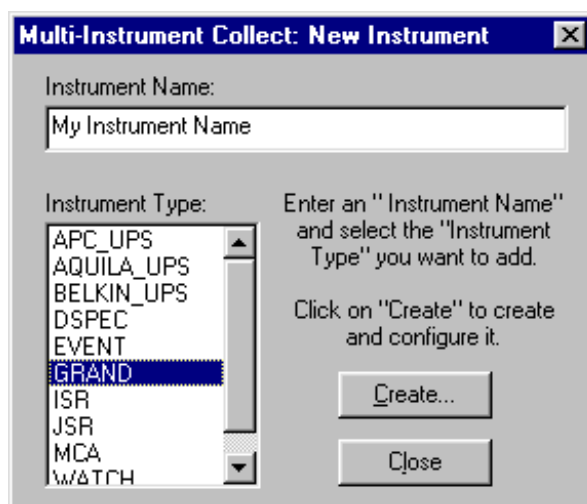 Multi-Instrument Collect: New Instrument
Instrument Name:
My Instrument Name
Instrument Type:
APC_UPS
AQUILA_UPS
BELKIN_UPS
DSPEC
EVENT
GRAND
ISR
JSR
MCA
WATCH
Enter an " Instrument Name"
and select the "Instrument
Type" you want to add.
Click on "Create" to create
and configure it.
Create...
Close